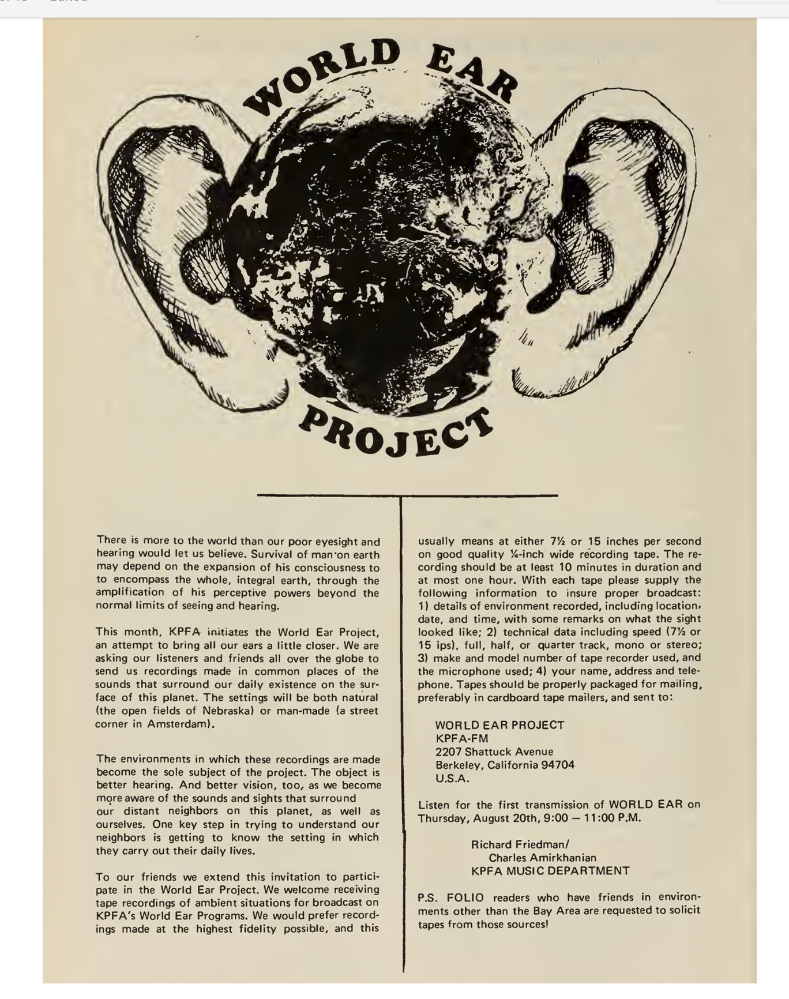 Edited
WORLD EAR
PROJECT
There is more to the world than our poor eyesight and
hearing would let us believe. Survival of man on earth
may depend on the expansion of his consciousness to
to encompass the whole, integral earth, through the
amplification of his perceptive powers beyond the
normal limits of seeing and hearing.
This month, KPFA initiates the World Ear Project,
an attempt to bring all our ears a little closer. We are
asking our listeners and friends all over the globe to
send us recordings made in common places of the
sounds that surround our daily existence on the sur-
face of this planet. The settings will be both natural
(the open fields of Nebraska) or man-made (a street
corner in Amsterdam).
The environments in which these recordings are made
become the sole subject of the project. The object is
better hearing. And better vision, too, as we become
more aware of the sounds and sights that surround
our distant neighbors on this planet, as well as
ourselves. One key step in trying to understand our
neighbors is getting to know the setting in which
they carry out their daily lives.
To our friends we extend this invitation to partici-
pate in the World Ear Project. We welcome receiving
tape recordings of ambient situations for broadcast on
KPFA's World Ear Programs. We would prefer record-
ings made at the highest fidelity possible, and this
usually means at either 7½ or 15 inches per second
on good quality ¼-inch wide recording tape. The re-
cording should be at least 10 minutes in duration and
at most one hour. With each tape please supply the
following information to insure proper broadcast:
1) details of environment recorded, including location,
date, and time, with some remarks on what the sight
looked like; 2) technical data including speed (7½ or
15 ips), full, half, or quarter track, mono or stereo;
3) make and model number of tape recorder used, and
the microphone used; 4) your name, address and tele-
phone. Tapes should be properly packaged for mailing,
preferably in cardboard tape mailers, and sent to:
WORLD EAR PROJECT
KPFA-FM
2207 Shattuck Avenue
Berkeley, California 94704
U.S.A.
Listen for the first transmission of WORLD EAR on
Thursday, August 20th, 9:00 — 11:00 P.M.
Richard Friedman/
Charles Amirkhanian
KPFA MUSIC DEPARTMENT
P.S. FOLIO readers who have friends in environ-
ments other than the Bay Area are requested to solicit
tapes from those sources!